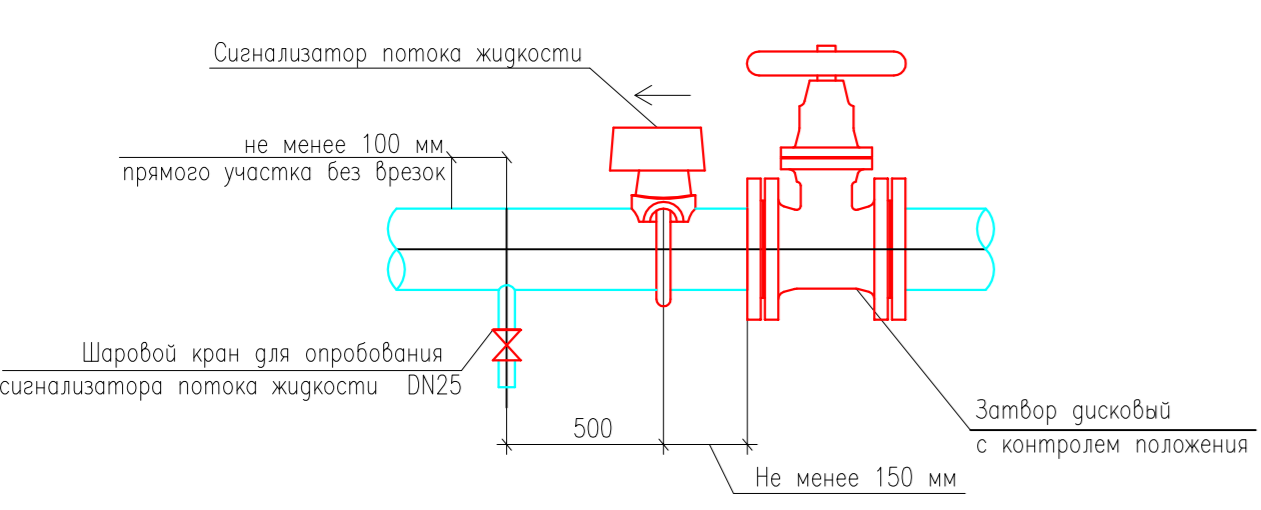 Сигнализатор потока жидкости
не менее 100 мм
прямого участка без врезок
Шаровой кран для опробования
сигнализатора потока жидкости DN25
500
Затвор дисковый
с контролем положения
Не менее 150 мм